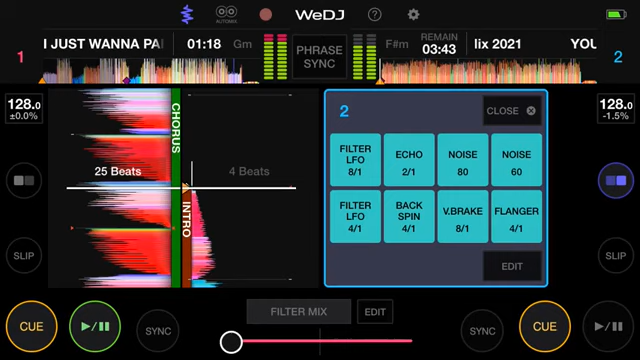 AUTOMIX
WeDJ
?
1
I JUST WANNA PA
01:18
Gm
PHRASE
SYNC
F#m
REMAIN
03:43
lix 2021
YOU
2
128.0
±0.0%
CHORUS
25 Beats
4 Beats
INTRO
2
CLOSE
FILTER
LFO
8/1
ECHO
2/1
NOISE
80
NOISE
60
FILTER
LFO
4/1
BACK
SPIN
4/1
V.BRAKE
8/1
FLANGER
4/1
EDIT
128.0
-1.5%
SLIP
SLIP
CUE
SYNC
FILTER MIX
EDIT
SYNC
CUE